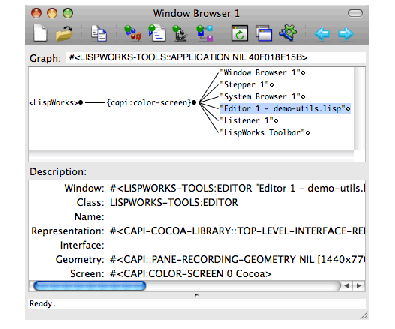 Window Browser 1
Graph: #<LISPWORKS-TOOLS::APPLICATION NIL 40F018F15B>
"Window Browser 1"
"Stepper 1"
"System Browser 1"
<LispWorks> {capi:color-screen} "Editor 1 - demo-utils.lisp"
"Listener 1"
"LispWorks Toolbar"
Description:
Window: #<LISPWORKS-TOOLS:EDITOR "Editor 1 - demo-utils.l
Class: LISPWORKS-TOOLS:EDITOR
Name:
Representation: #<CAPI-COCOA-LIBRARY::TOP-LEVEL-INTERFACE-RE
Interface:
Geometry: #<CAPI::PANE-RECORDING-GEOMETRY NIL [1440x77
Screen: #<CAPI:COLOR-SCREEN 0 Cocoa>
Ready.